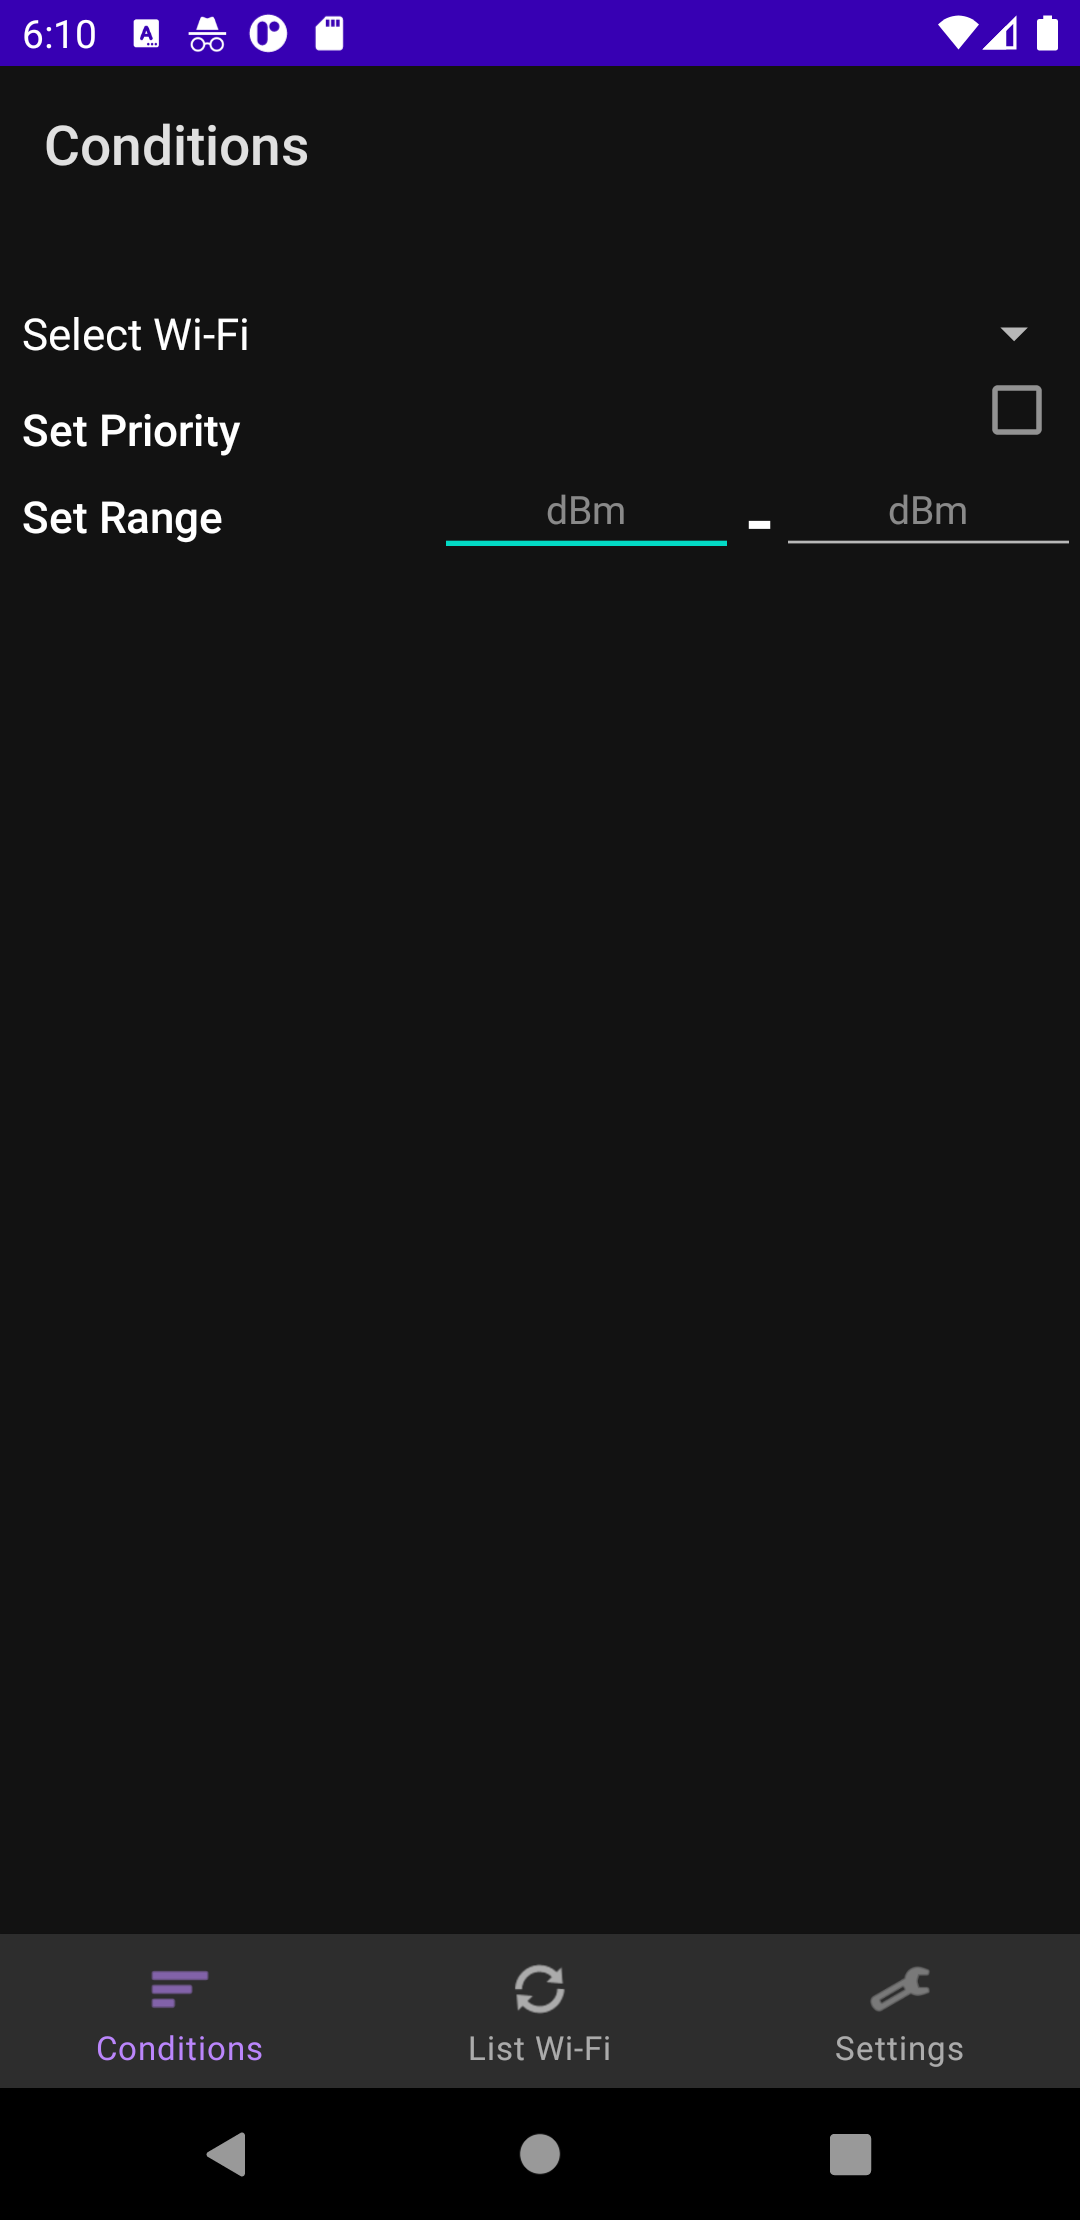 6:10
Conditions
Select Wi-Fi
Set Priority
Set Range dBm - dBm
Conditions List Wi-Fi Settings